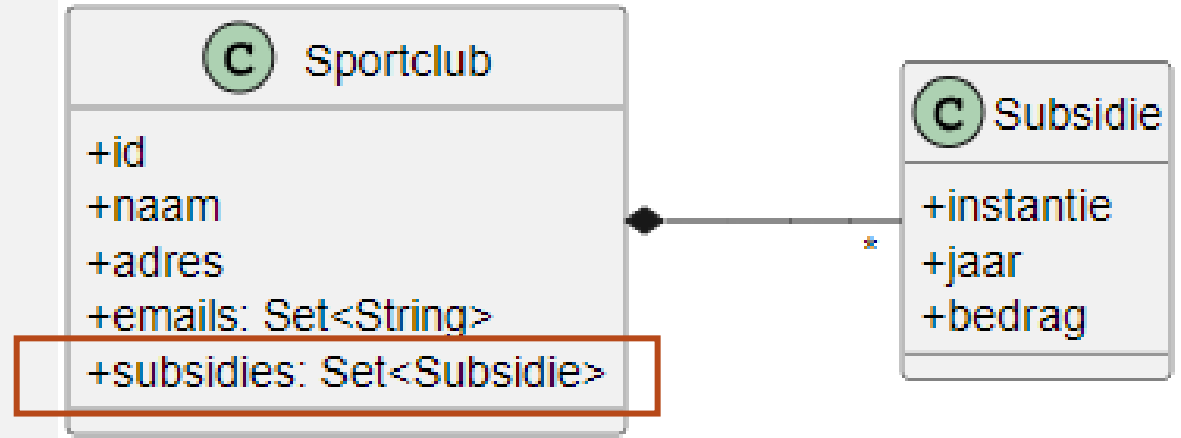 C Sportclub
+id
+naam
+adres
+emails: Set<String>
+subsidies: Set<Subsidie>
*
C Subsidie
+instantie
+jaar
+bedrag